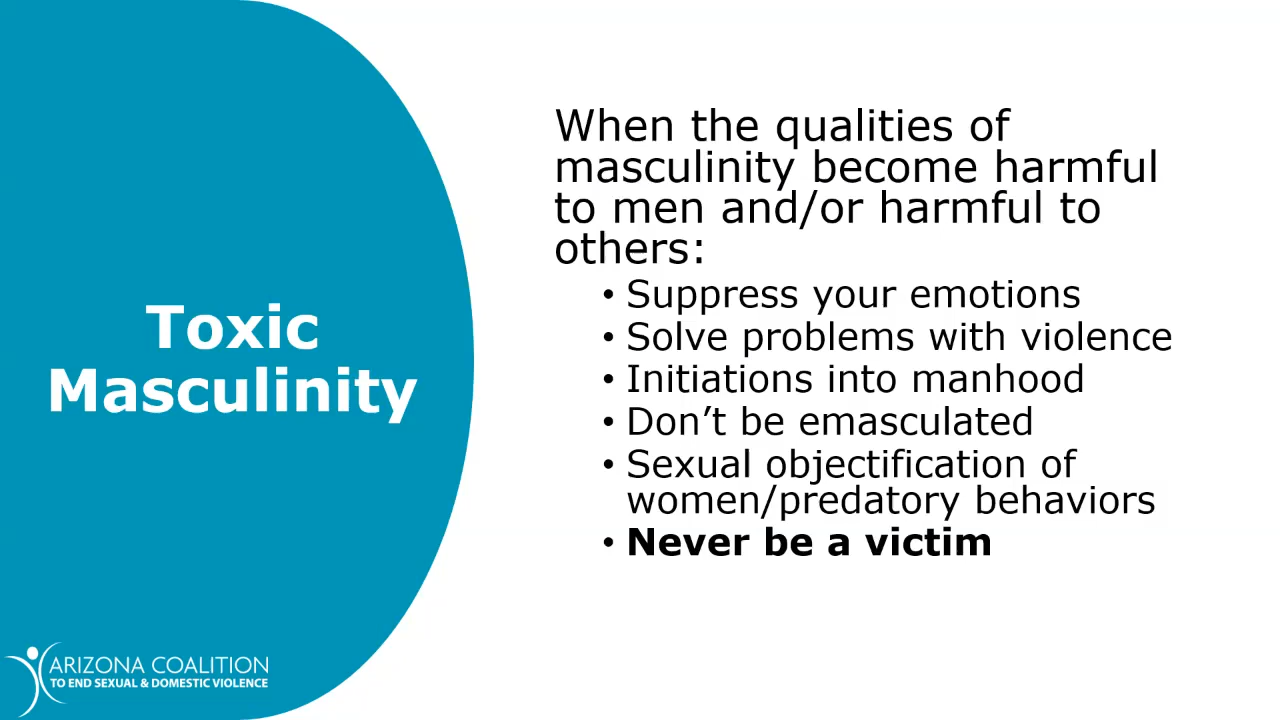 Toxic
Masculinity
When the qualities of
masculinity become harmful
to men and/or harmful to
others:
• Suppress your emotions
• Solve problems with violence
• Initiations into manhood
• Don’t be emasculated
• Sexual objectification of
women/predatory behaviors
• Never be a victim
ARIZONA COALITION
TO END SEXUAL & DOMESTIC VIOLENCE